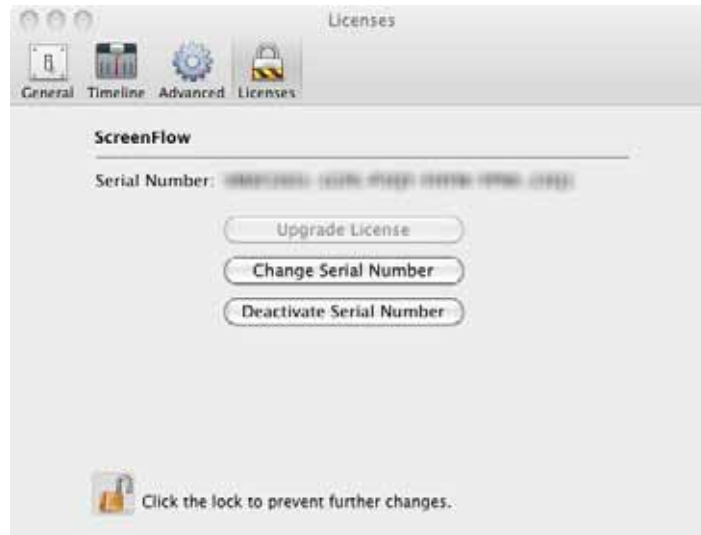 Licenses
General Timeline Advanced Licenses
ScreenFlow
Serial Number:
Upgrade License
Change Serial Number
Deactivate Serial Number
Click the lock to prevent further changes.